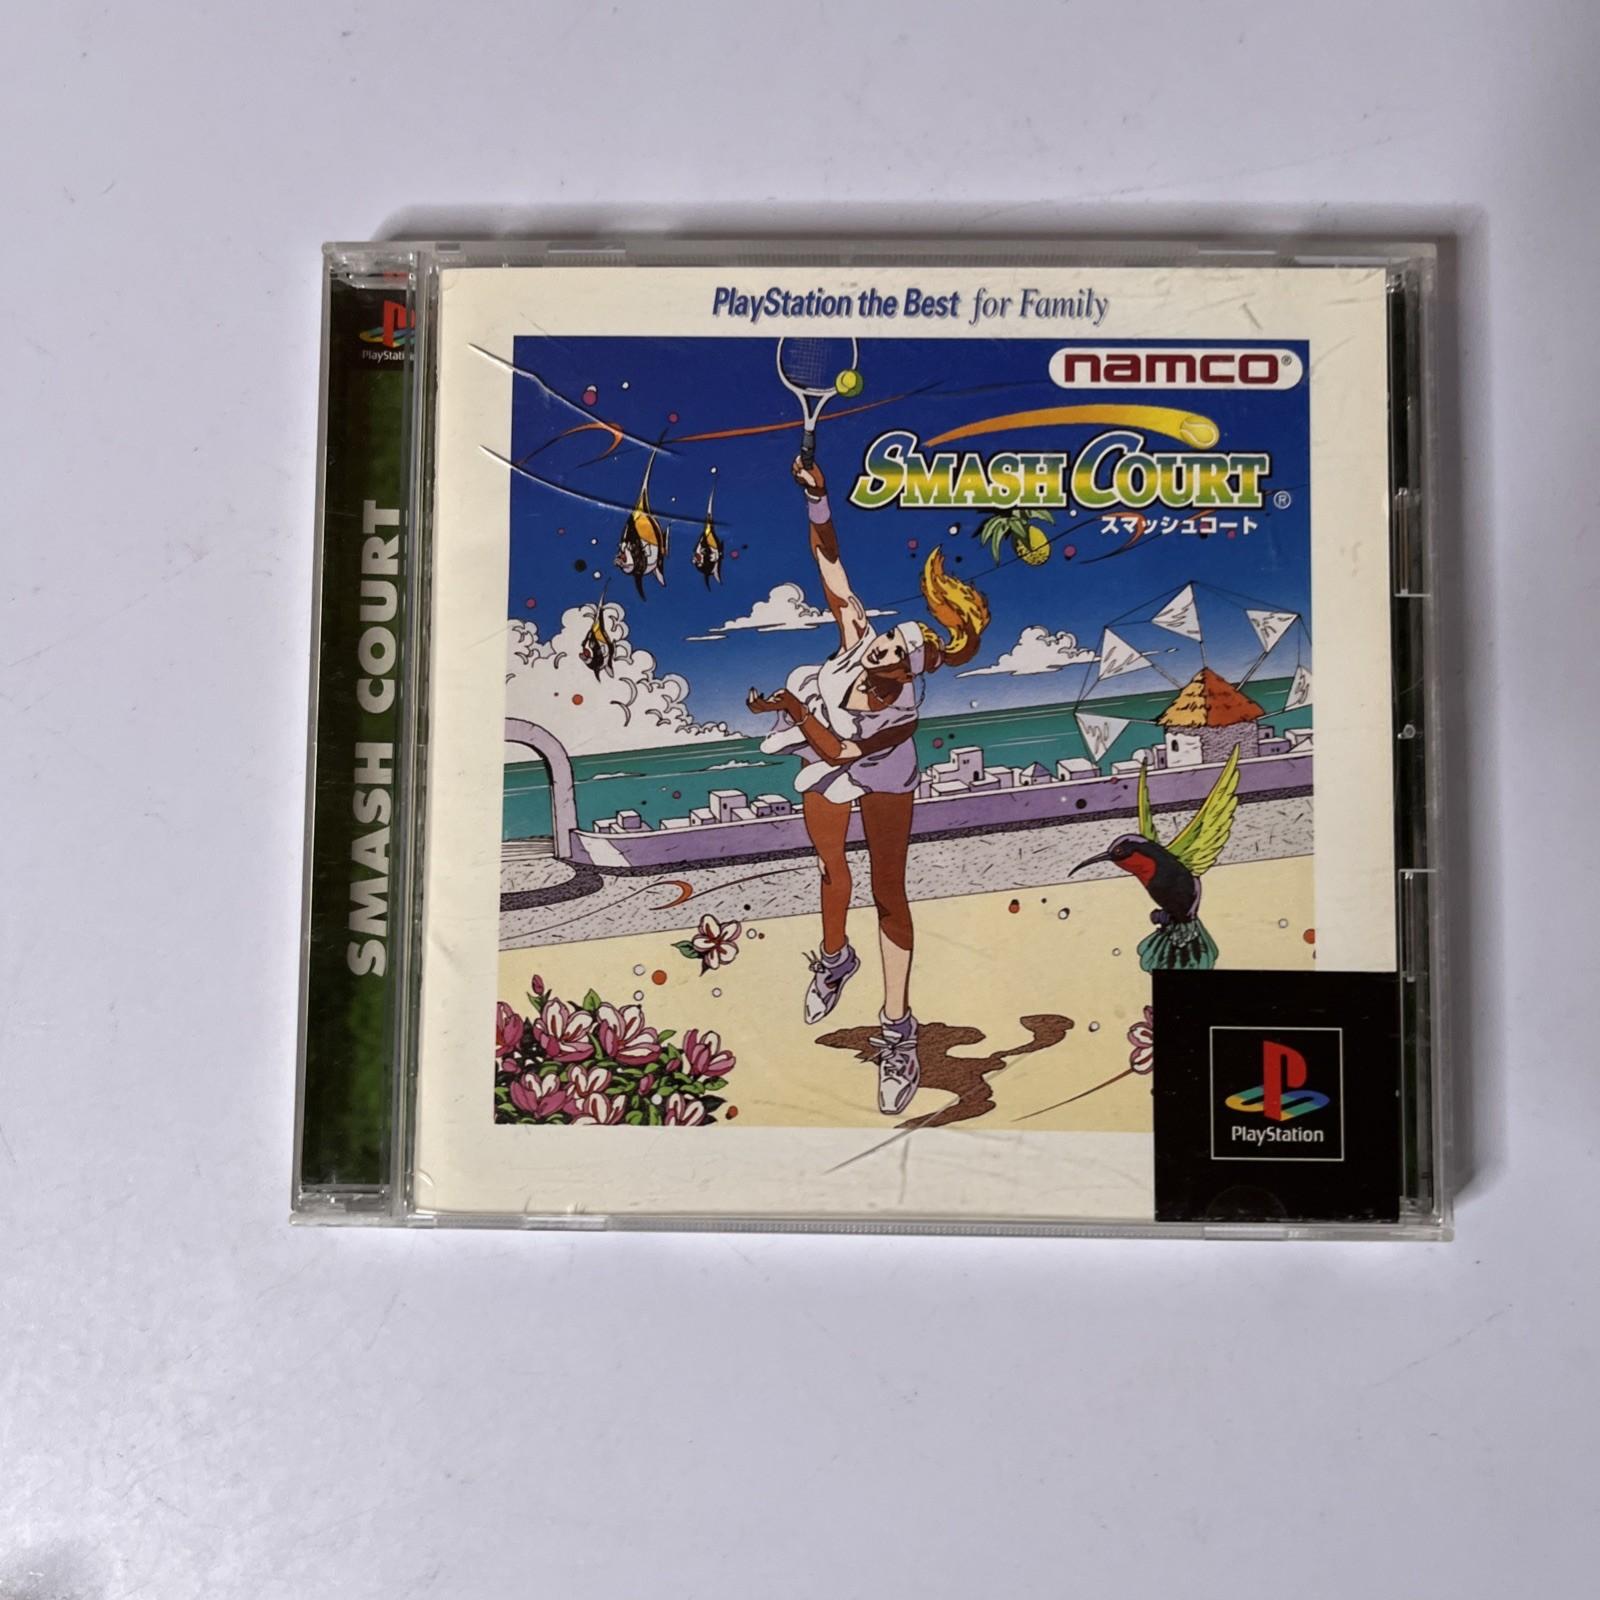 PlayStation the Best for Family
namco®
SMASH COURT®
スマッシュコート
PlayStation
SMASH COURT
PlayStation